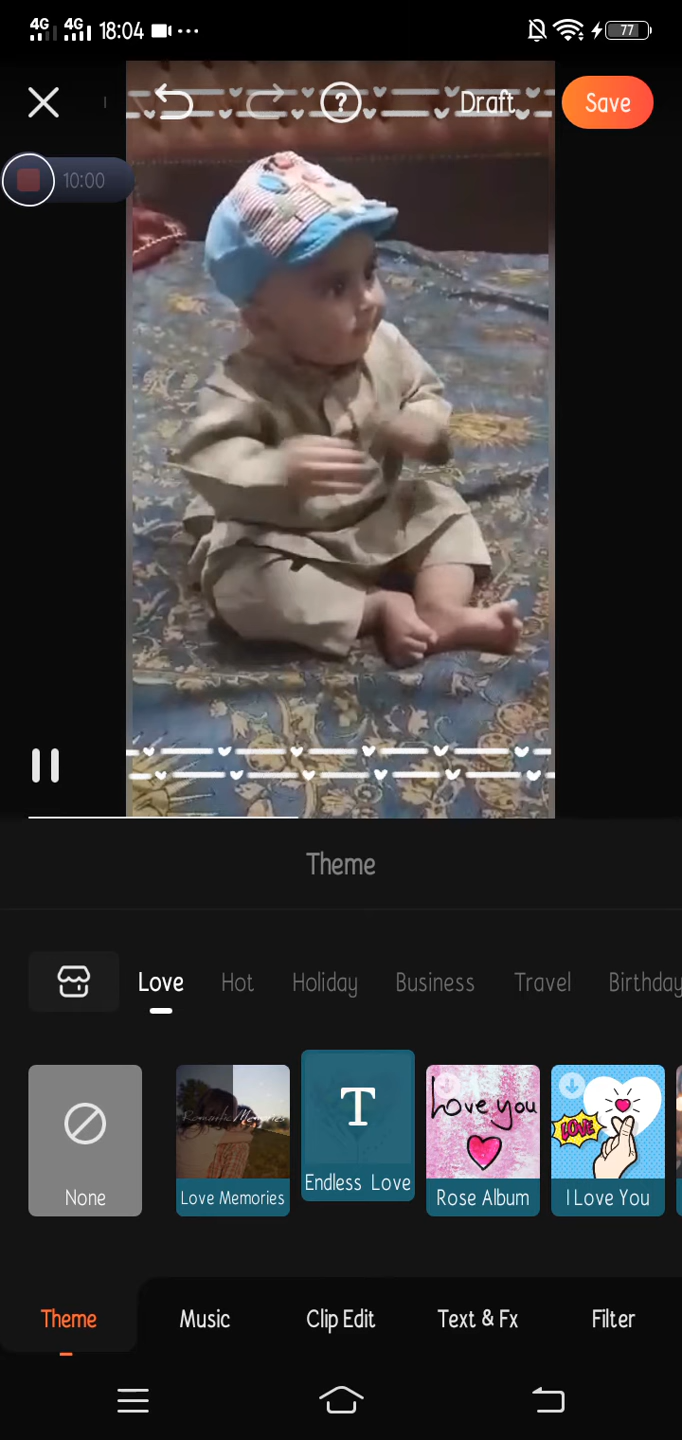 4G 4G 18:04 77
Draft Save
10:00
Theme
Love Hot Holiday Business Travel Birthday
None
Love Memories
T
Endless Love
Love you
Rose Album
LOVE
I Love You
Theme Music Clip Edit Text & Fx Filter